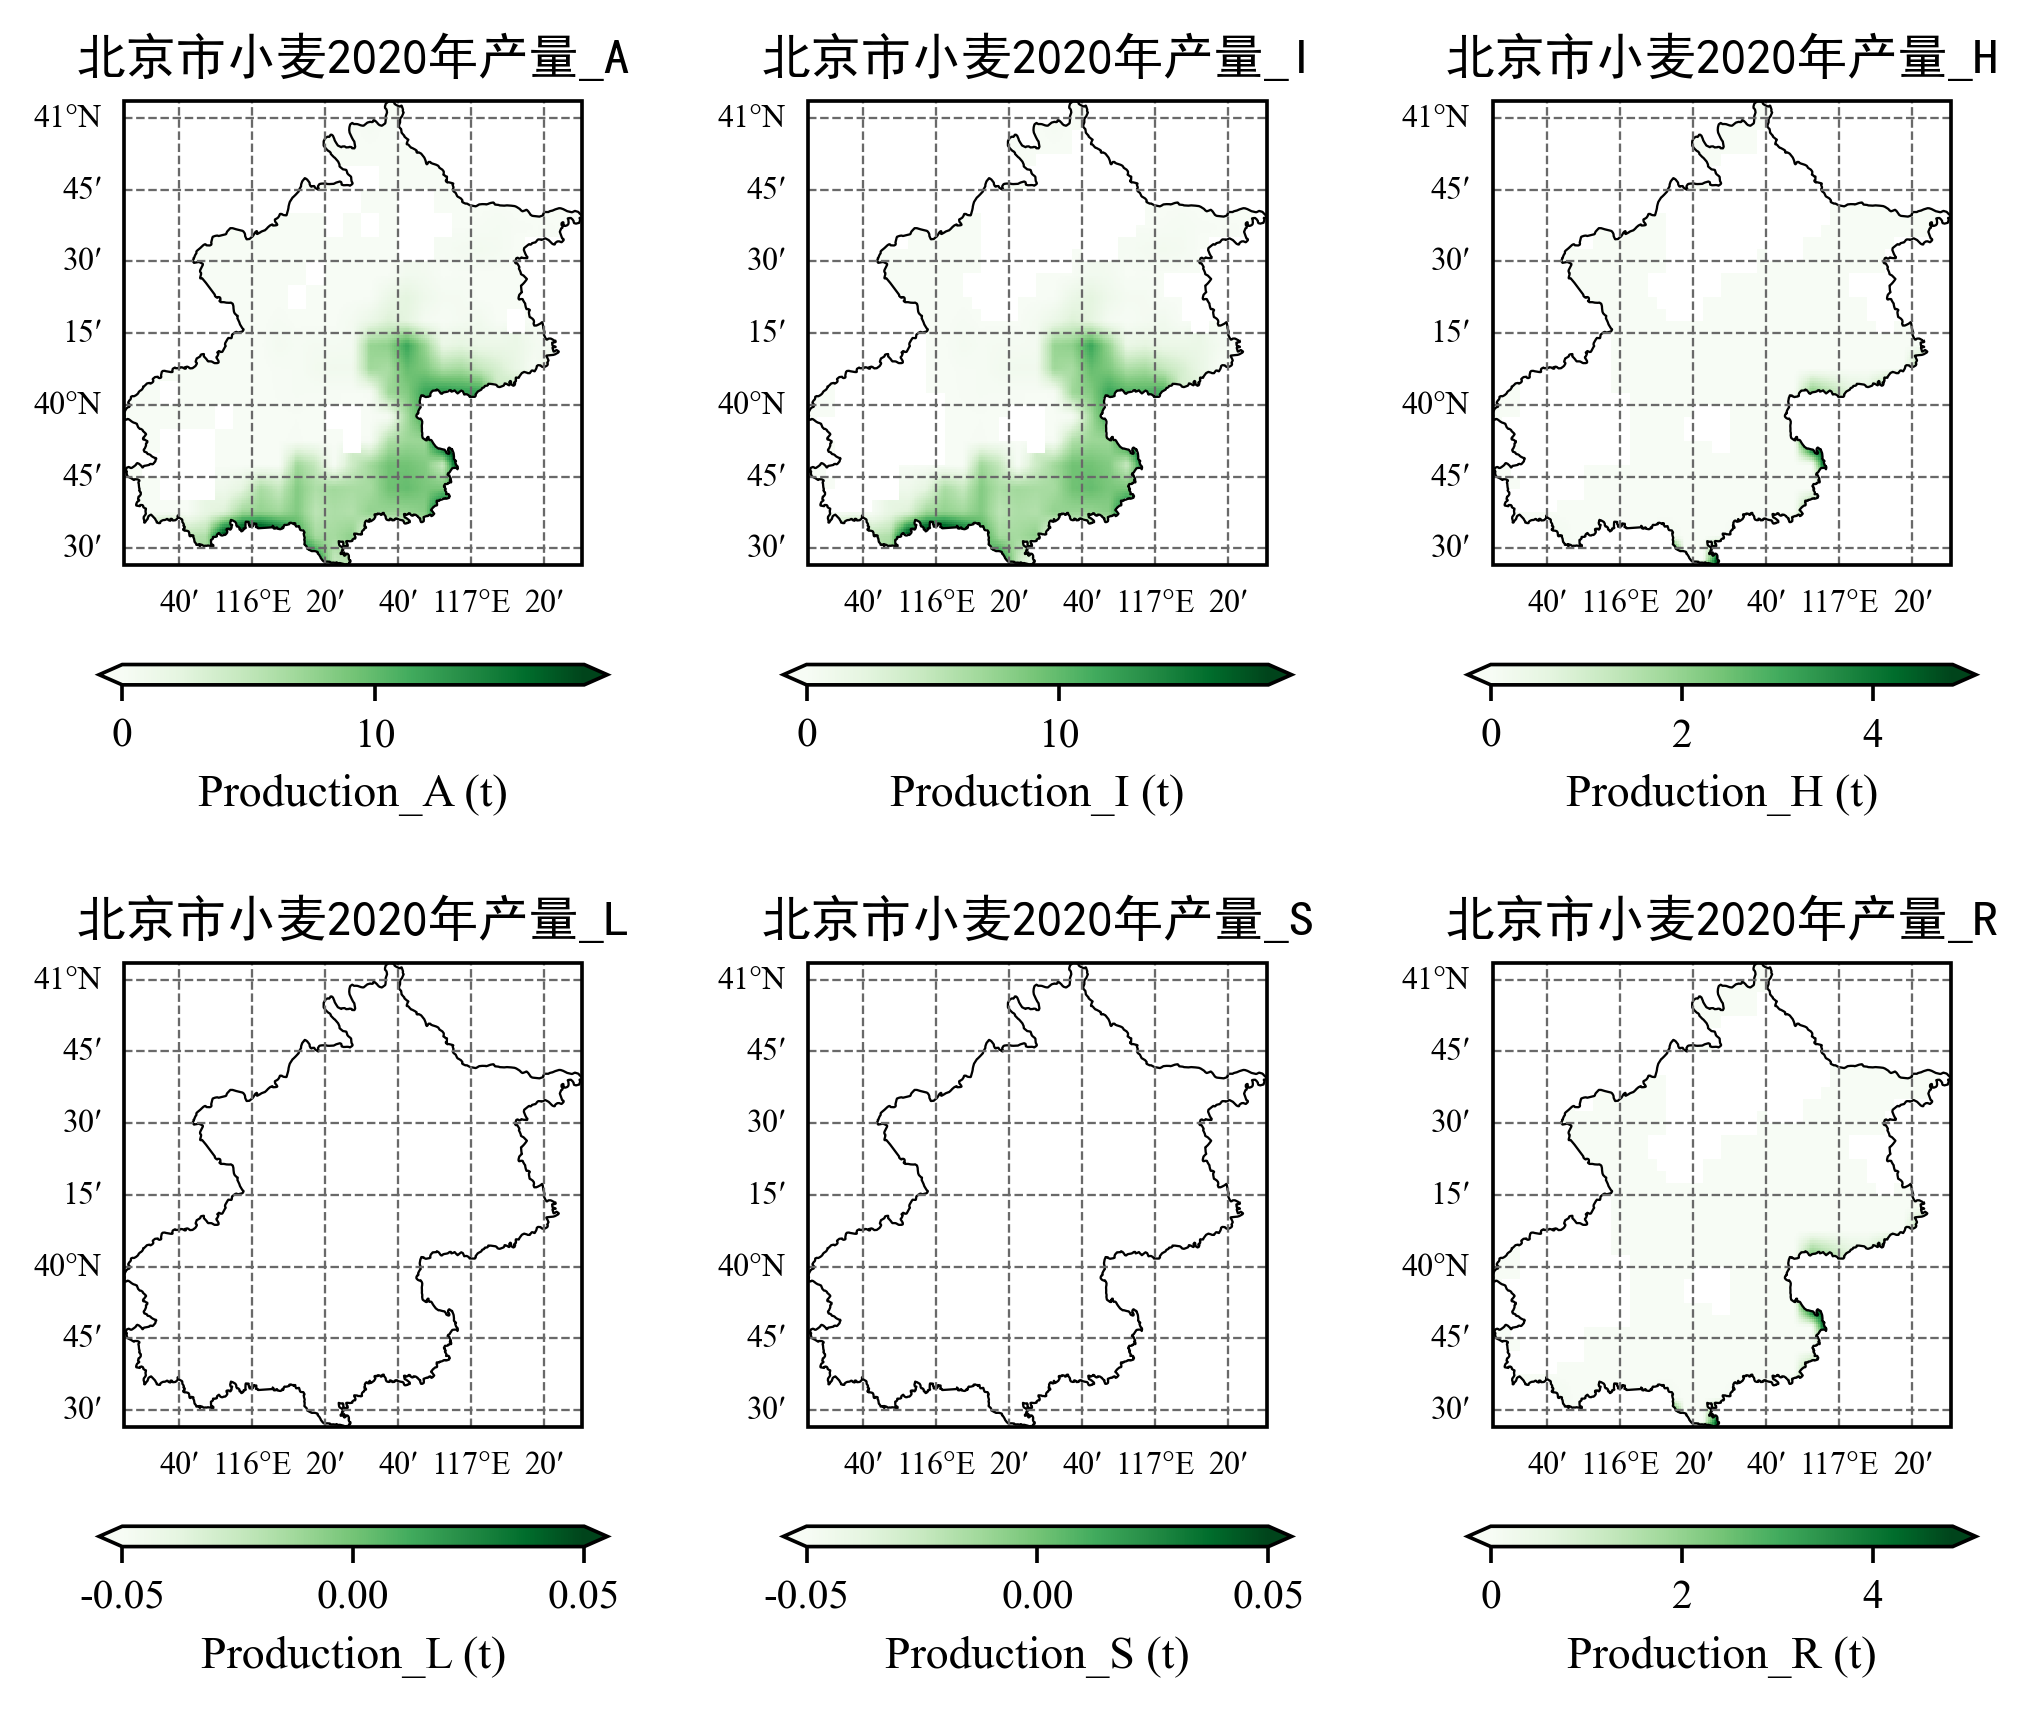 北京市小麦2020年产量_A
41°N
45′
30′
15′
40°N
45′
30′
40′ 116°E 20′ 40′ 117°E 20′
0 10
Production_A (t)
北京市小麦2020年产量_I
41°N
45′
30′
15′
40°N
45′
30′
40′ 116°E 20′ 40′ 117°E 20′
0 10
Production_I (t)
北京市小麦2020年产量_H
41°N
45′
30′
15′
40°N
45′
30′
40′ 116°E 20′ 40′ 117°E 20′
0 2 4
Production_H (t)
北京市小麦2020年产量_L
41°N
45′
30′
15′
40°N
45′
30′
40′ 116°E 20′ 40′ 117°E 20′
-0.05 0.00 0.05
Production_L (t)
北京市小麦2020年产量_S
41°N
45′
30′
15′
40°N
45′
30′
40′ 116°E 20′ 40′ 117°E 20′
-0.05 0.00 0.05
Production_S (t)
北京市小麦2020年产量_R
41°N
45′
30′
15′
40°N
45′
30′
40′ 116°E 20′ 40′ 117°E 20′
0 2 4
Production_R (t)